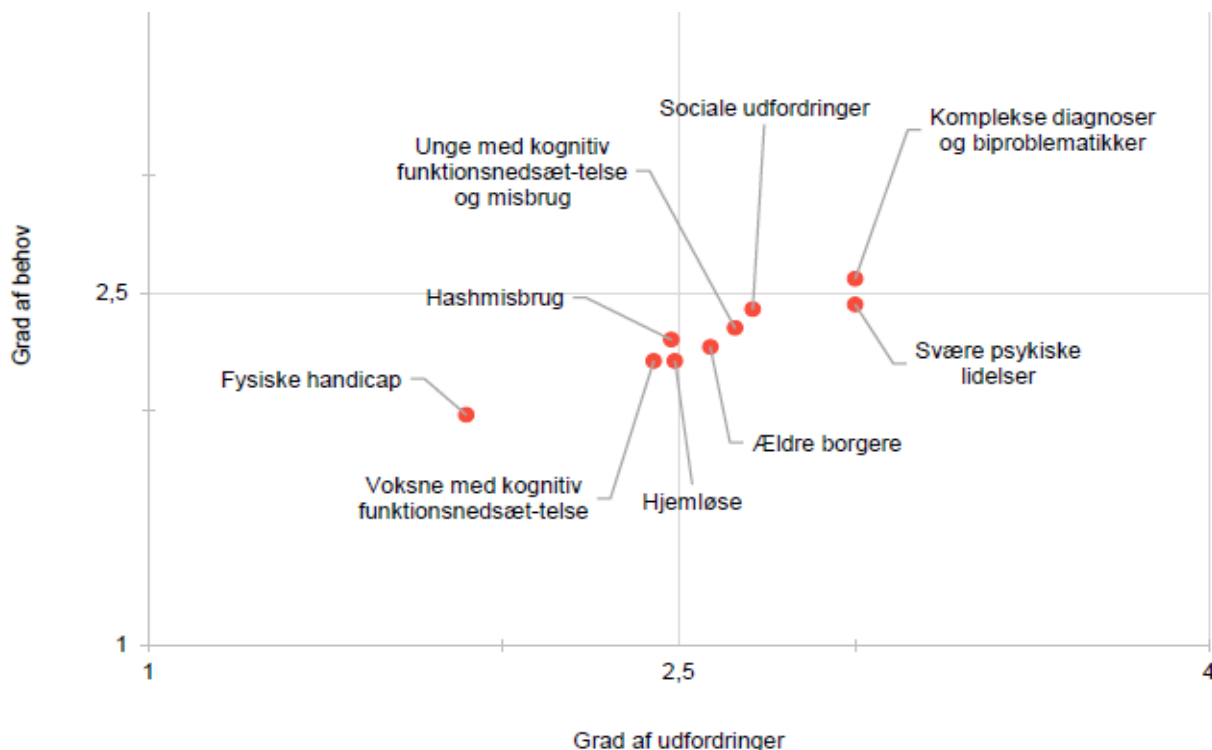 Sociale udfordringer
Komplekse diagnoser
og biproblematikker
Unge med kognitiv
funktionsnedsæt-telse
og misbrug
Grad af behov
2,5
Hashmisbrug
Svære psykiske
lidelser
Fysiske handicap
Ældre borgere
Voksne med kognitiv
funktionsnedsæt-telse
Hjemløse
1
1
2,5
4
Grad af udfordringer